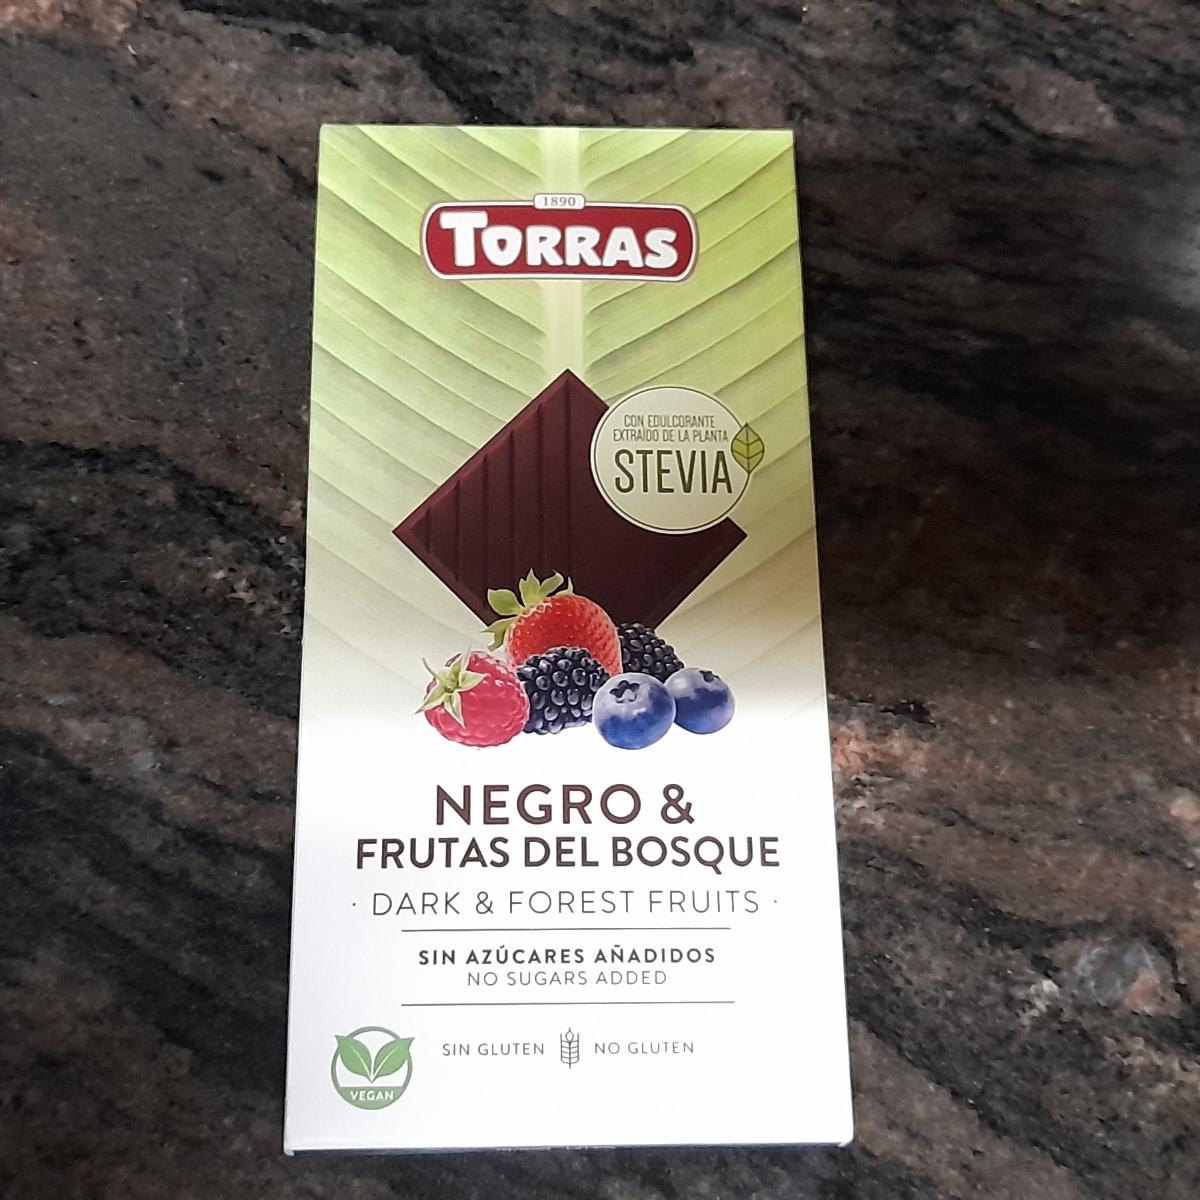 1890
TORRAS
CON EDULCORANTE
EXTRAÍDO DE LA PLANTA
STEVIA
NEGRO &
FRUTAS DEL BOSQUE
· DARK & FOREST FRUITS ·
SIN AZÚCARES AÑADIDOS
NO SUGARS ADDED
SIN GLUTEN NO GLUTEN
VEGAN